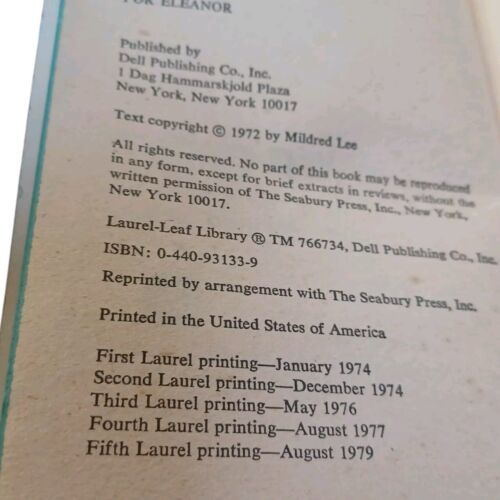 FOR ELEANOR
Published by
Dell Publishing Co., Inc.
1 Dag Hammarskjold Plaza
New York, New York 10017
Text copyright © 1972 by Mildred Lee
All rights reserved. No part of this book may be reproduced
in any form, except for brief extracts in reviews, without the
written permission of The Seabury Press, Inc., New York,
New York 10017.
Laurel-Leaf Library ® TM 766734, Dell Publishing Co., Inc.
ISBN: 0-440-93133-9
Reprinted by arrangement with The Seabury Press, Inc.
Printed in the United States of America
First Laurel printing—January 1974
Second Laurel printing—December 1974
Third Laurel printing—May 1976
Fourth Laurel printing—August 1977
Fifth Laurel printing—August 1979